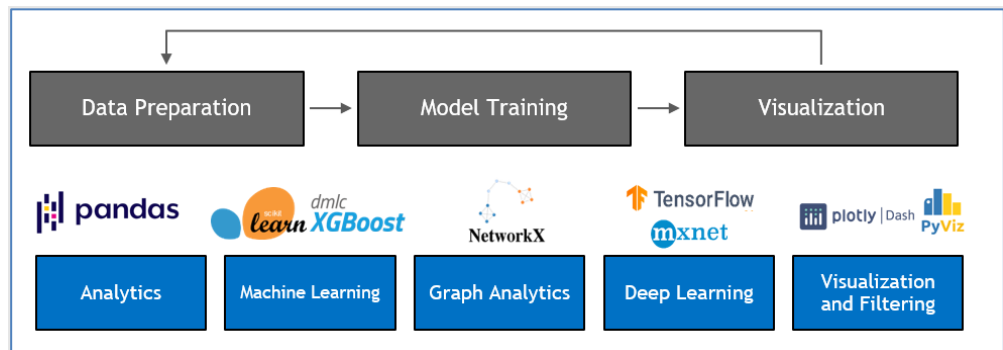 Data Preparation
Model Training
Visualization
pandas
scikit
learn
dmlc
XGBoost
NetworkX
TensorFlow
mxnet
plotly | Dash
PyViz
Analytics
Machine Learning
Graph Analytics
Deep Learning
Visualization
and Filtering